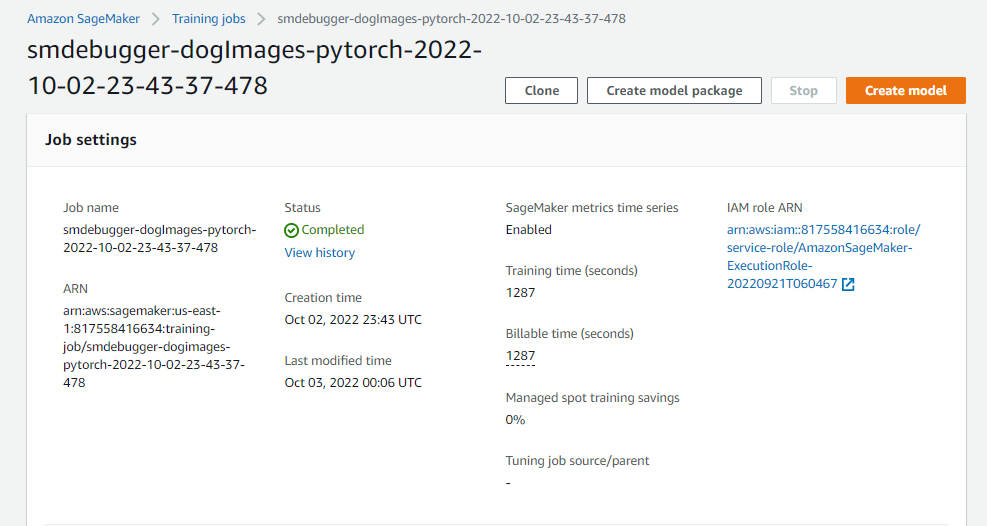 Amazon SageMaker > Training jobs > smdebugger-dogImages-pytorch-2022-10-02-23-43-37-478
smdebugger-dogImages-pytorch-2022-
10-02-23-43-37-478
Clone
Create model package
Stop
Create model
Job settings
Job name
smdebugger-dogImages-pytorch-
2022-10-02-23-43-37-478
ARN
arn:aws:sagemaker:us-east-
1:817558416634:training-
job/smdebugger-dogimages-
pytorch-2022-10-02-23-43-37-
478
Status
Completed
View history
Creation time
Oct 02, 2022 23:43 UTC
Last modified time
Oct 03, 2022 00:06 UTC
SageMaker metrics time series
Enabled
Training time (seconds)
1287
Billable time (seconds)
1287
Managed spot training savings
0%
Tuning job source/parent
-
IAM role ARN
arn:aws:iam::817558416634:role/
service-role/AmazonSageMaker-
ExecutionRole-
20220921T060467